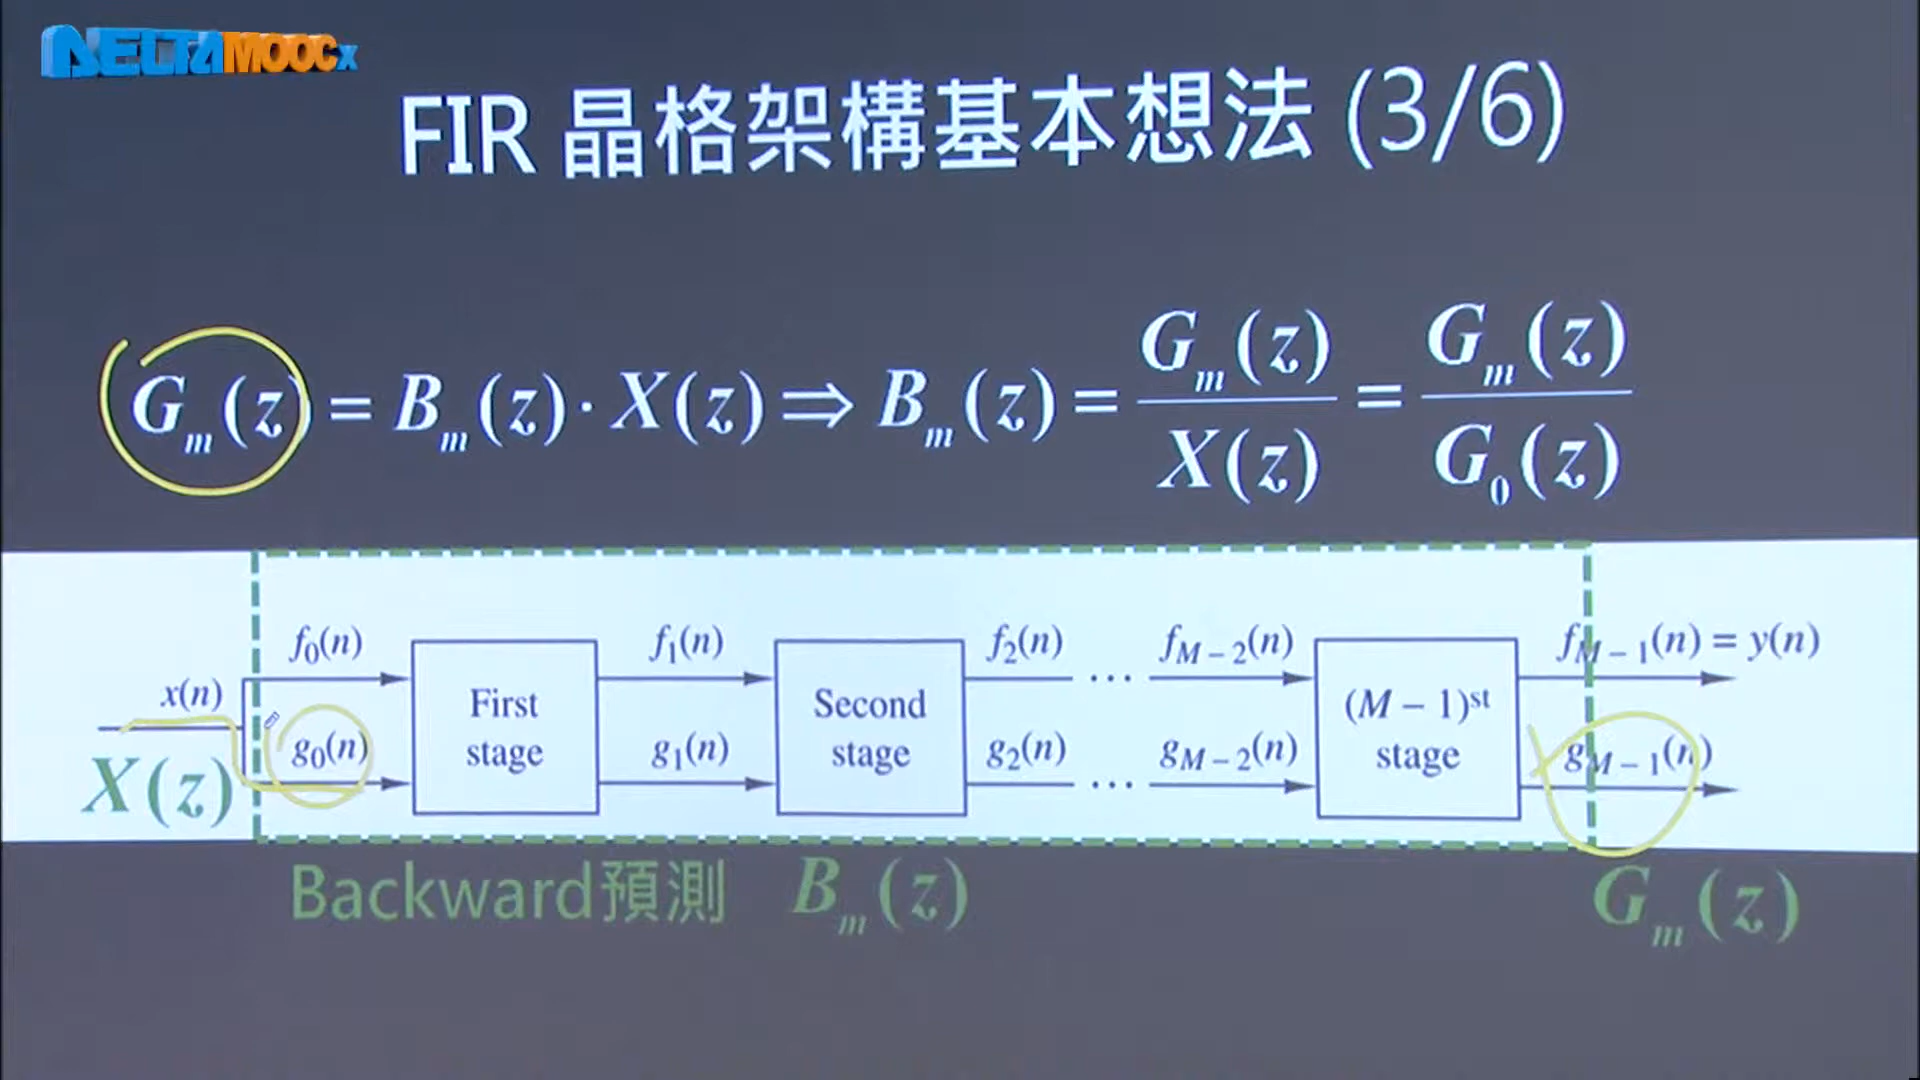 DELTAMOOCx
FIR 晶格架構基本想法 (3/6)
G_m(z) = B_m(z) · X(z) ⇒ B_m(z) = G_m(z) / X(z) = G_m(z) / G_0(z)
f_0(n) f_1(n) f_2(n) f_{M-2}(n) f_{M-1}(n) = y(n)
x(n) First stage Second stage ... ... (M − 1)^{st} stage
g_0(n) g_1(n) g_2(n) g_{M-2}(n) g_{M-1}(n)
X(z)
Backward預測 B_m(z) G_m(z)